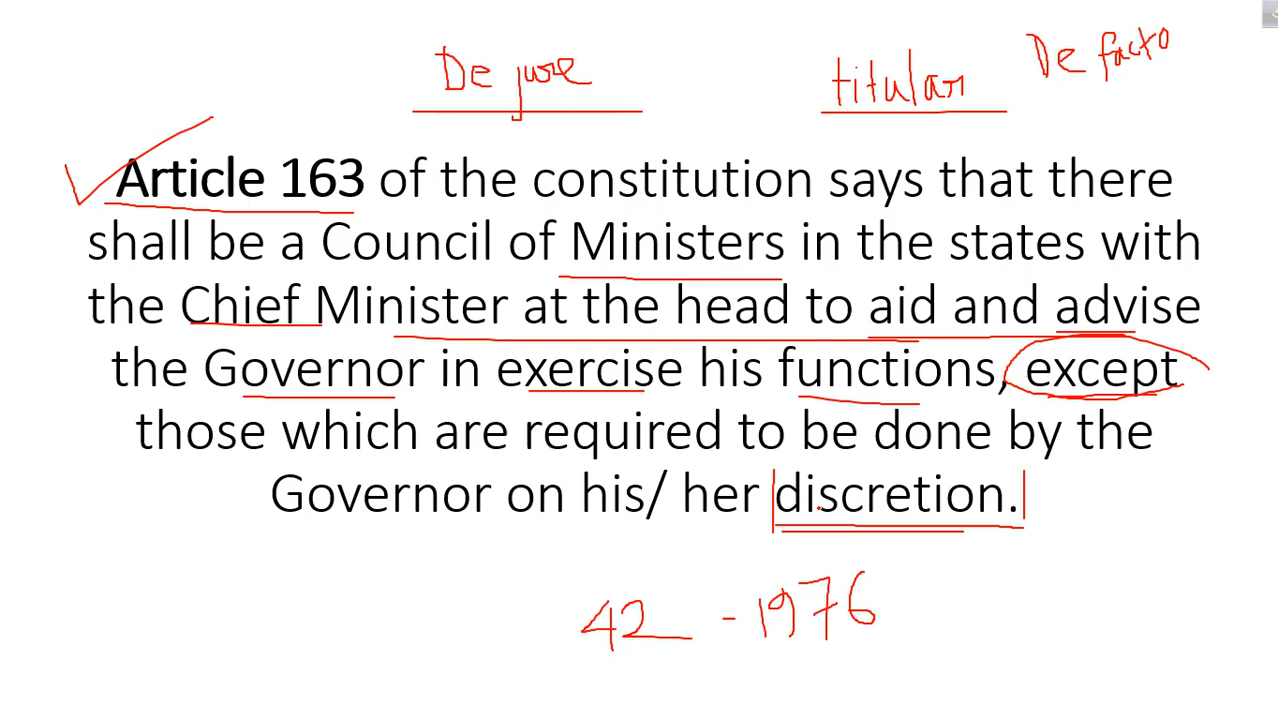 De jure titular De facto
Article 163 of the constitution says that there
shall be a Council of Ministers in the states with
the Chief Minister at the head to aid and advise
the Governor in exercise his functions, except
those which are required to be done by the
Governor on his/ her discretion.
42 - 1976